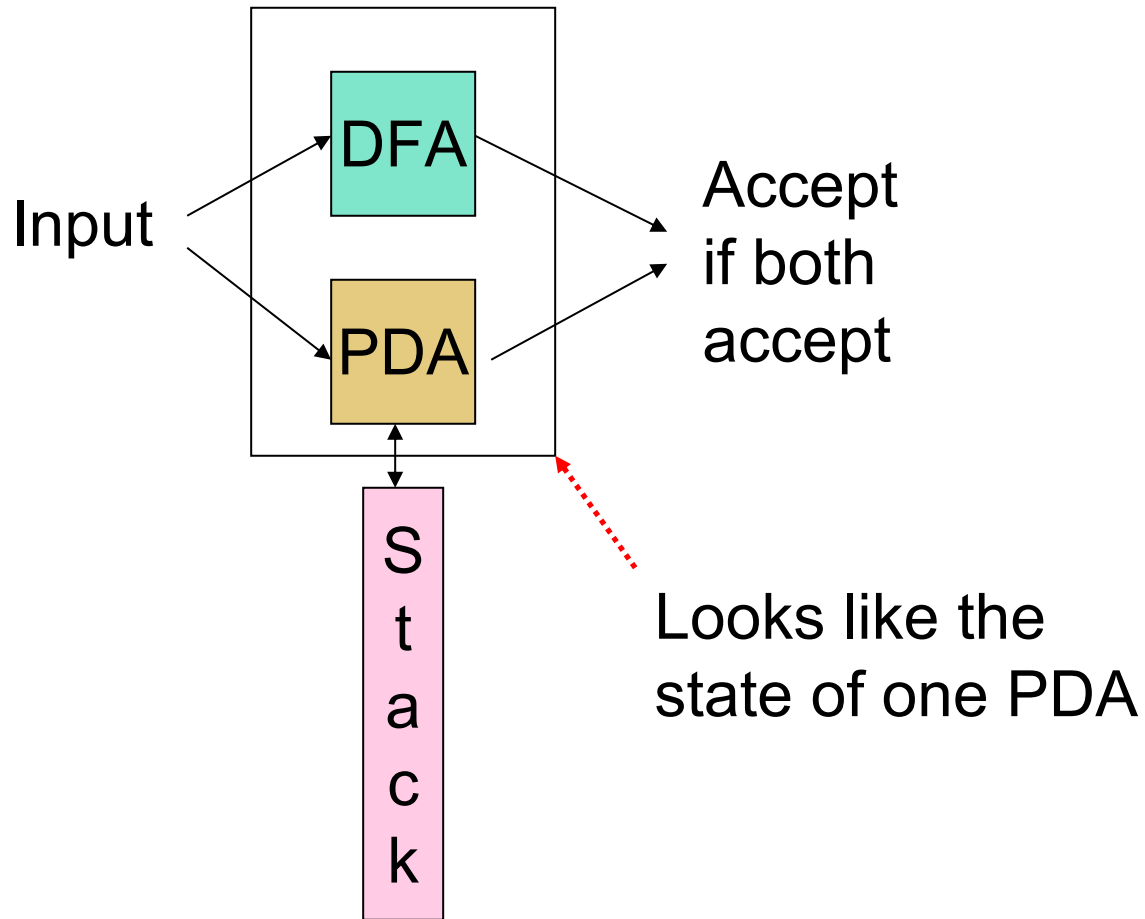 DFA
Input
PDA
Accept
if both
accept
S
t
a
c
k
Looks like the
state of one PDA